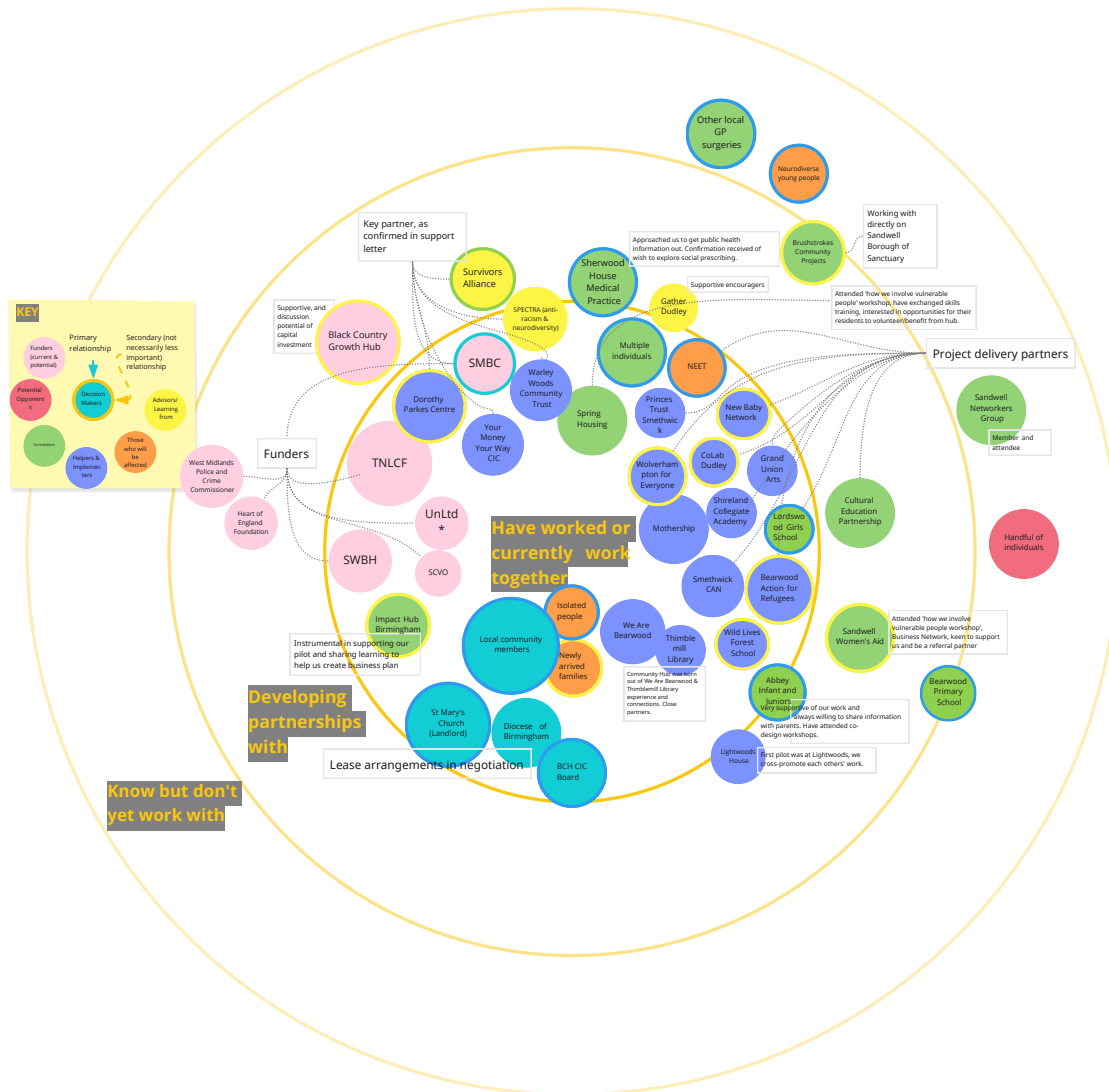 Other local
GP
surgeries
Neurodiverse
young people
Key partner, as
confirmed in support
letter
Working with
directly on
Sandwell
Borough of
Sanctuary
Brushstrokes
Community
Projects
Approached us to get public health
information out. Confirmation received of
wish to explore social prescribing.
Survivors
Alliance
Sherwood
House
Medical
Practice
Supportive encouragers
Attended 'how we involve vulnerable
people' workshop, have exchanged skills
training, interested in opportunities for their
residents to volunteer/benefit from hub.
KEY
Funders
(current &
potential)
Primary
relationship
Secondary (not
necessarily less
important)
relationship
Potential
Opponent
s
Decision
Makers
Advisors/
Learning
from
Connectors
Helpers &
Implemen
ters
Those
who will
be
affected
Supportive, and
discussion
potential of
capital
investment
Black Country
Growth Hub
SPECTRA (anti-
racism &
neurodiversity)
Gather
Dudley
SMBC
Multiple
individuals
NEET
Project delivery partners
Warley
Woods
Community
Trust
Dorothy
Parkes Centre
Princes
Trust
Smethwic
k
New Baby
Network
Spring
Housing
Your
Money
Your Way
CIC
Sandwell
Networkers
Group
Member and
attendee
Funders
West Midlands
Police and
Crime
Commissioner
TNLCF
Wolverham
pton for
Everyone
CoLab
Dudley
Grand
Union
Arts
Heart of
England
Foundation
UnLtd
*
Shireland
Collegiate
Academy
Mothership
Lordswo
od Girls
School
Cultural
Education
Partnership
Handful of
individuals
Have worked or
currently work
together
SWBH
SCVO
Smethwick
CAN
Bearwood
Action for
Refugees
Impact Hub
Birmingham
Instrumental in supporting our
pilot and sharing learning to
help us create business plan
Isolated
people
Local community
members
Newly
arrived
families
We Are
Bearwood
Thimble
mill
Library
Wild Lives
Forest
School
Sandwell
Women's Aid
Attended 'how we involve
vulnerable people workshop',
Business Network, keen to support
us and be a referral partner
Community Hub was born
out of We Are Bearwood &
Thimblemill Library
experience and
connections. Close
partners.
Abbey
Infant and
Juniors
Very supportive of our work and
always willing to share information
with parents. Have attended co-
design workshops.
Bearwood
Primary
School
Developing
partnerships
with
St Mary's
Church
(Landlord)
Diocese of
Birmingham
Lease arrangements in negotiation
BCH CIC
Board
Lightwoods
House
First pilot was at Lightwoods, we
cross-promote each others' work.
Know but don't
yet work with